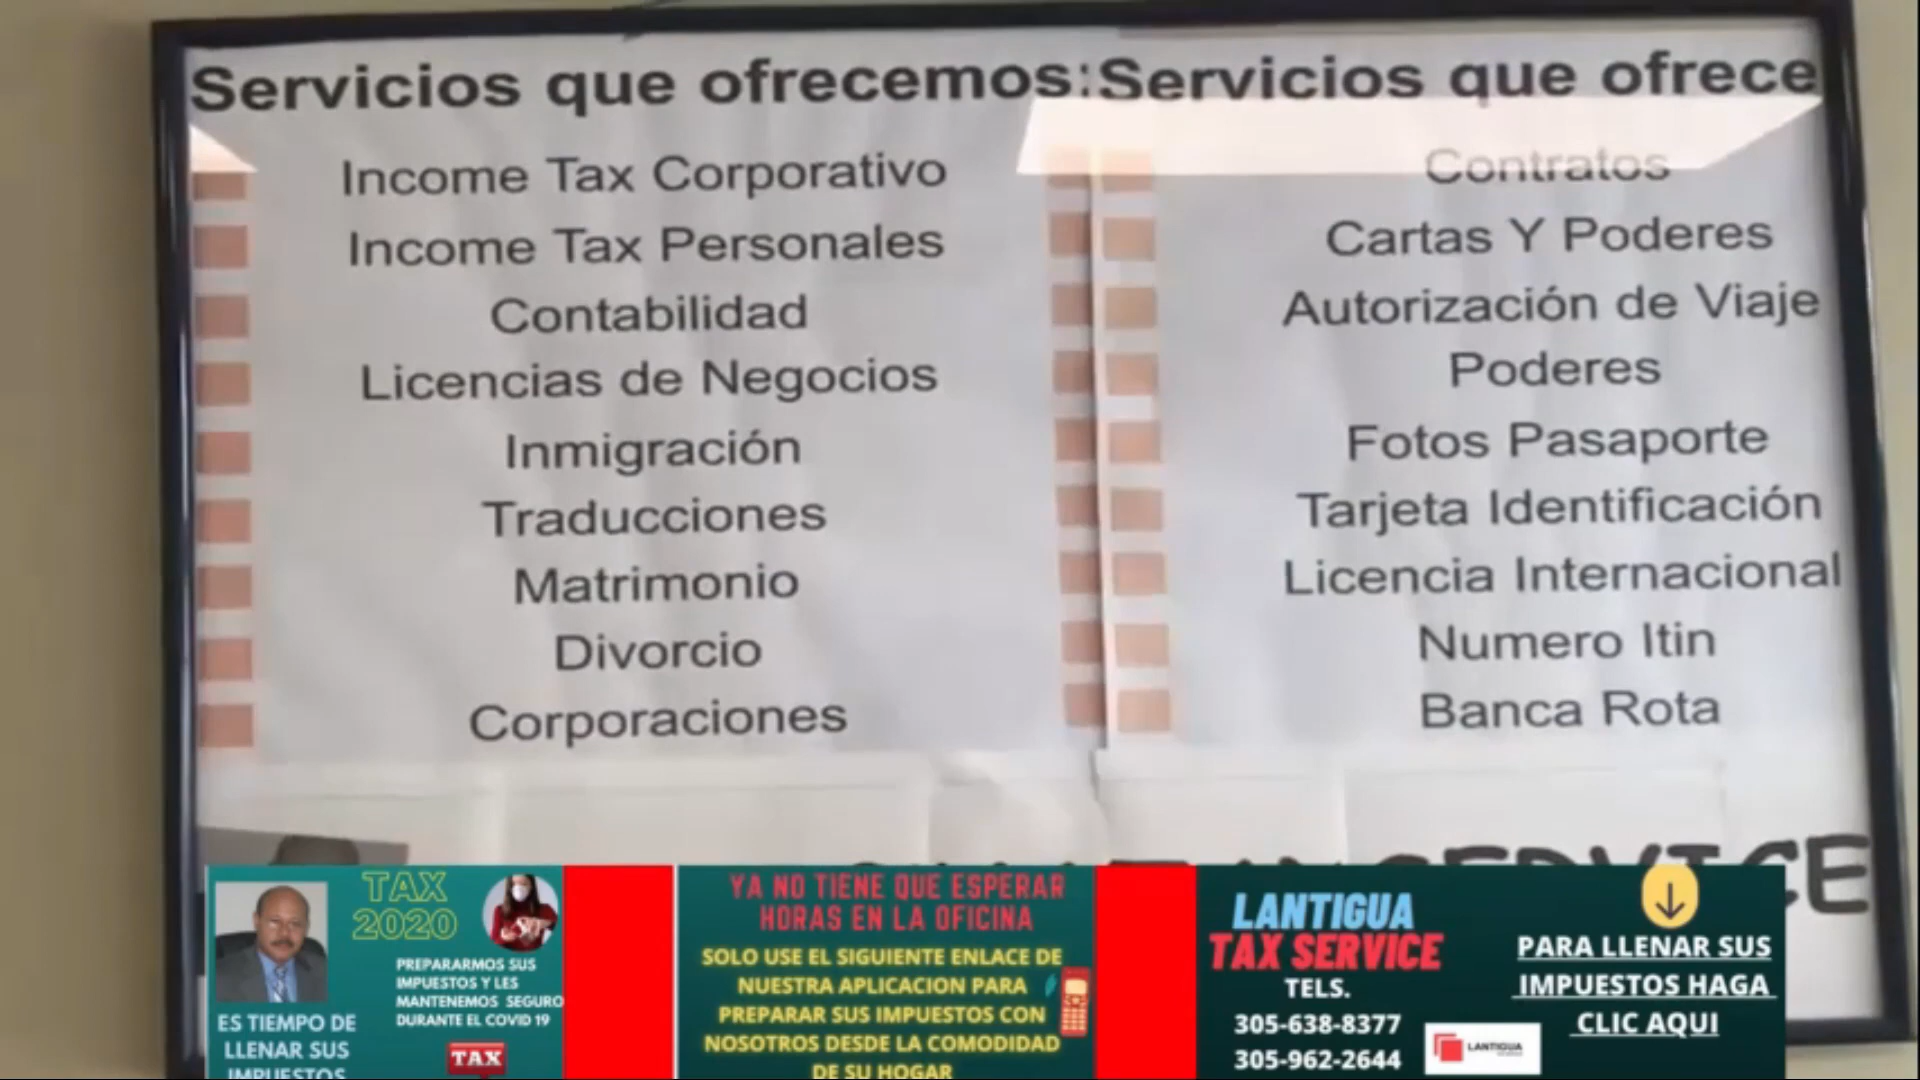 Servicios que ofrecemos:
Income Tax Corporativo
Income Tax Personales
Contabilidad
Licencias de Negocios
Inmigración
Traducciones
Matrimonio
Divorcio
Corporaciones
Servicios que ofrece
Contratos
Cartas Y Poderes
Autorización de Viaje
Poderes
Fotos Pasaporte
Tarjeta Identificación
Licencia Internacional
Numero Itin
Banca Rota
SERVICE
TAX
2020
PREPARARMOS SUS
IMPUESTOS Y LES
MANTENEMOS SEGURO
DURANTE EL COVID 19
ES TIEMPO DE
LLENAR SUS
IMPUESTOS
TAX
YA NO TIENE QUE ESPERAR
HORAS EN LA OFICINA
SOLO USE EL SIGUIENTE ENLACE DE
NUESTRA APLICACION PARA
PREPARAR SUS IMPUESTOS CON
NOSOTROS DESDE LA COMODIDAD
DE SU HOGAR
LANTIGUA
TAX SERVICE
TELS.
305-638-8377
305-962-2644
LANTIGUA
PARA LLENAR SUS
IMPUESTOS HAGA
CLIC AQUI